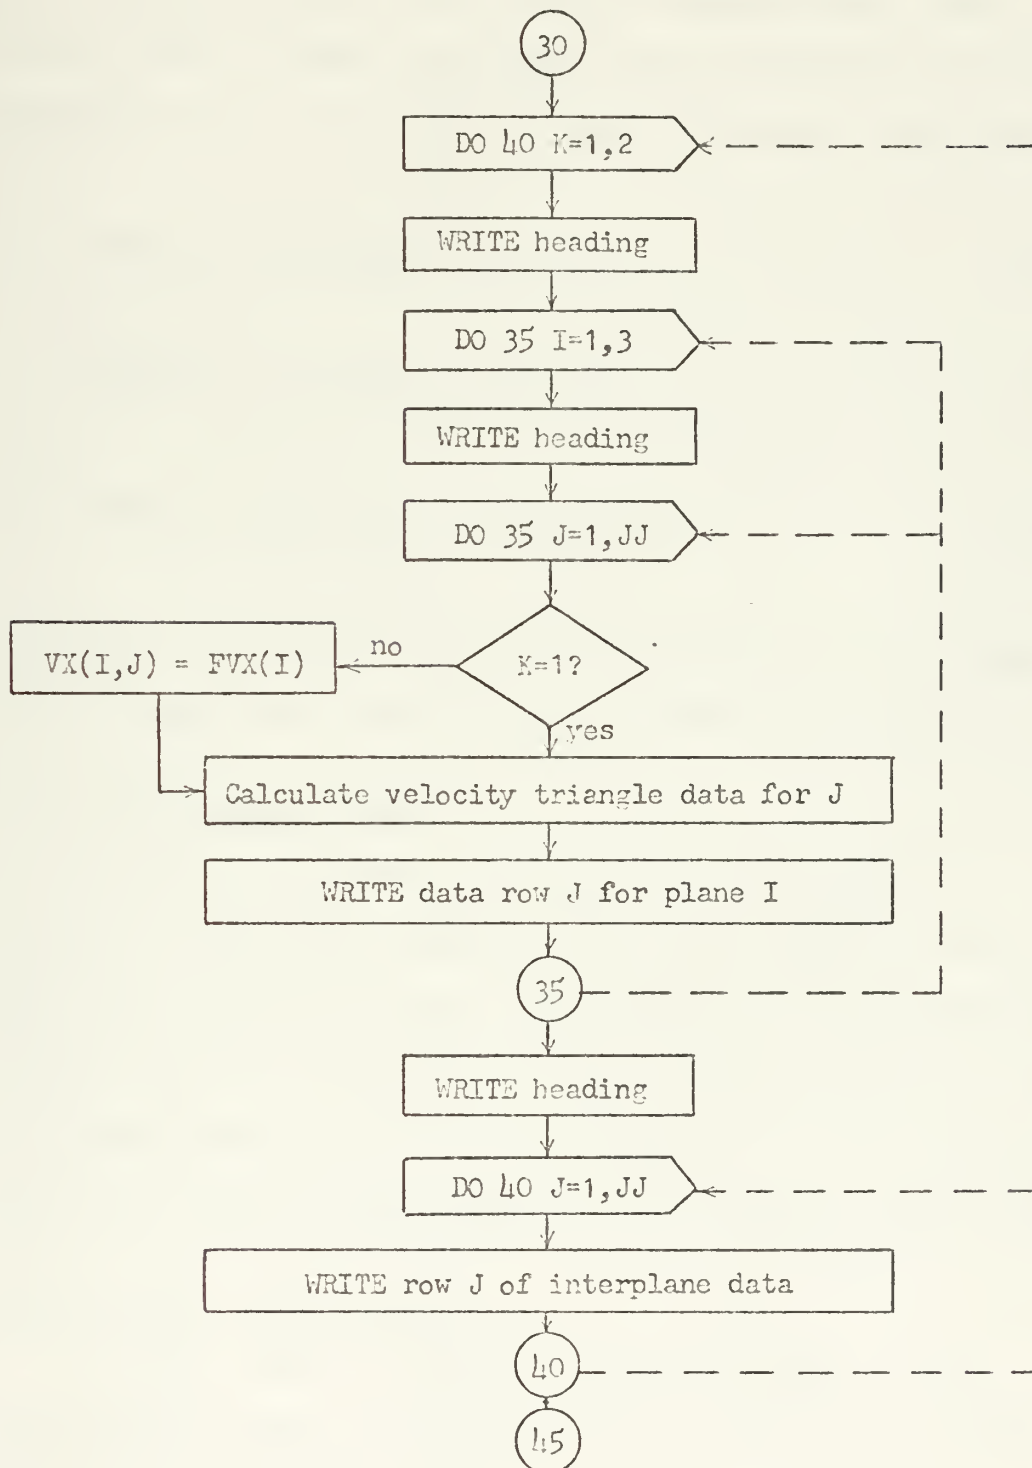 30
DO 40 K=1,2
WRITE heading
DO 35 I=1,3
WRITE heading
DO 35 J=1,JJ
K=1?
no
VX(I,J) = FVX(I)
yes
Calculate velocity triangle data for J
WRITE data row J for plane I
35
WRITE heading
DO 40 J=1,JJ
WRITE row J of interplane data
40
45